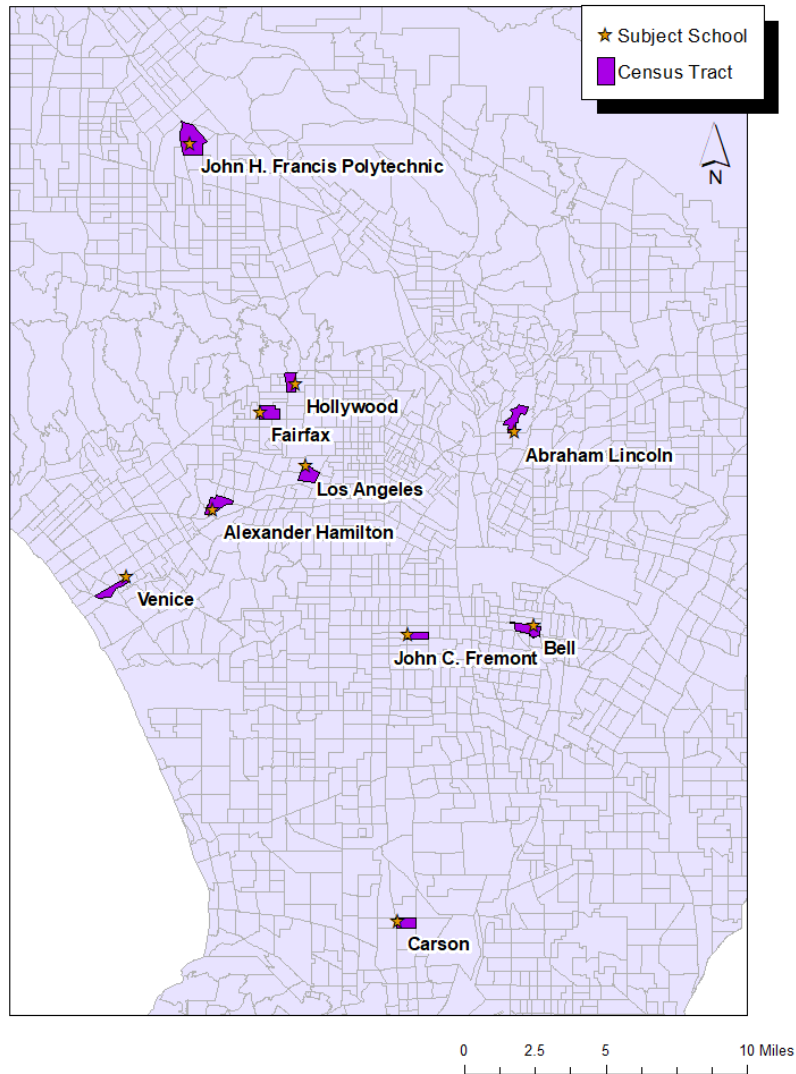 Subject School
Census Tract
N
John H. Francis Polytechnic
Hollywood
Fairfax
Abraham Lincoln
Los Angeles
Alexander Hamilton
Venice
Bell
John C. Fremont
Carson
0 2.5 5 10 Miles